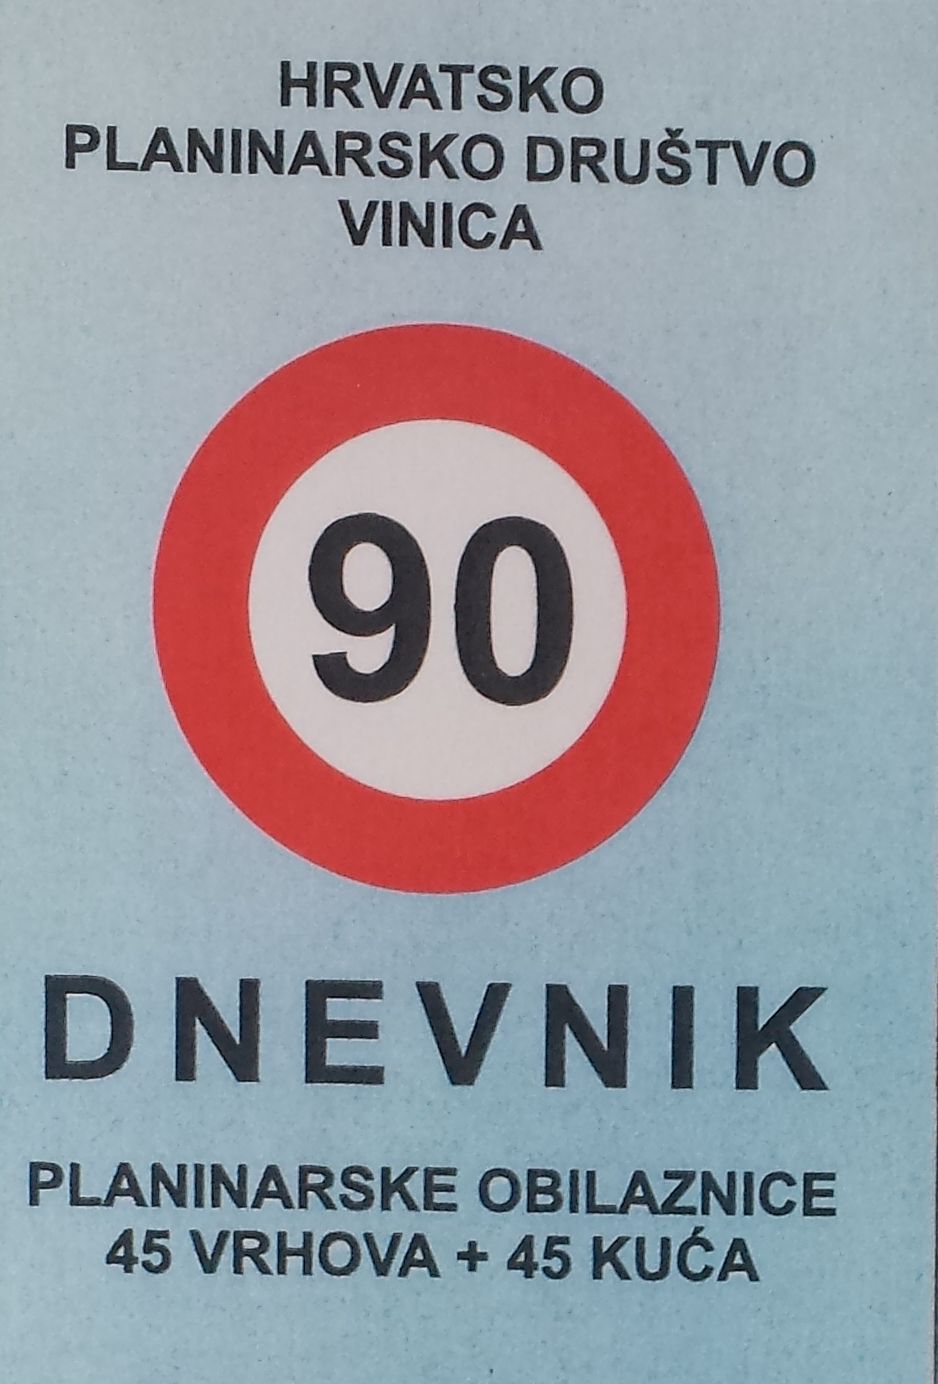 HRVATSKO
PLANINARSKO DRUŠTVO
VINICA
90
DNEVNIK
PLANINARSKE OBILAZNICE
45 VRHOVA + 45 KUĆA